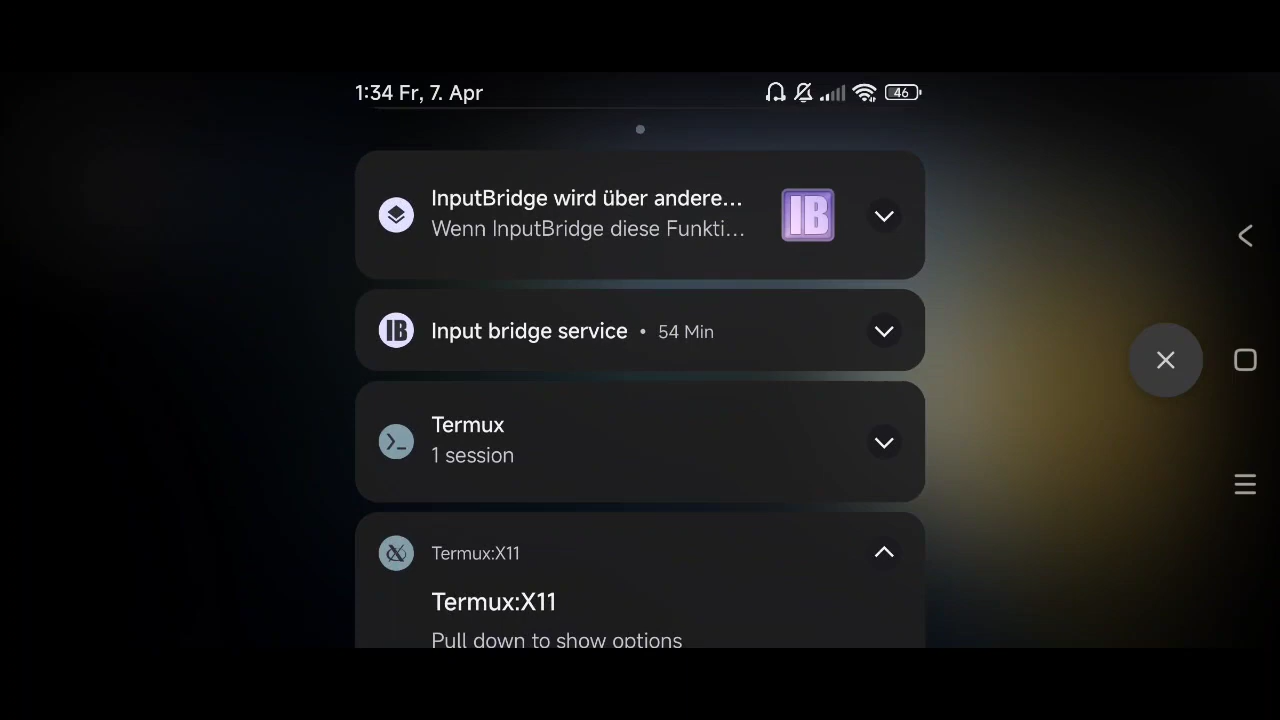 1:34 Fr, 7. Apr
46
InputBridge wird über andere...
Wenn InputBridge diese Funkti...
IB
IB
Input bridge service • 54 Min
Termux
1 session
Termux:X11
Termux:X11
Pull down to show options